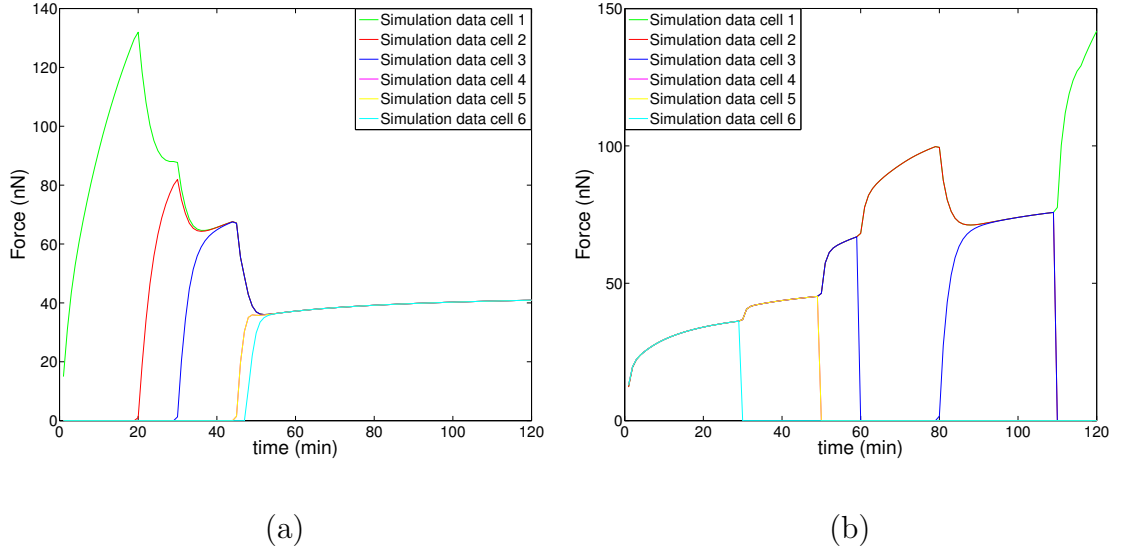 Simulation data cell 1
Simulation data cell 2
Simulation data cell 3
Simulation data cell 4
Simulation data cell 5
Simulation data cell 6
140
120
100
80
60
40
20
0
Force (nN)
0 20 40 60 80 100 120
time (min)
(a)
Simulation data cell 1
Simulation data cell 2
Simulation data cell 3
Simulation data cell 4
Simulation data cell 5
Simulation data cell 6
150
100
50
0
Force (nN)
0 20 40 60 80 100 120
time (min)
(b)